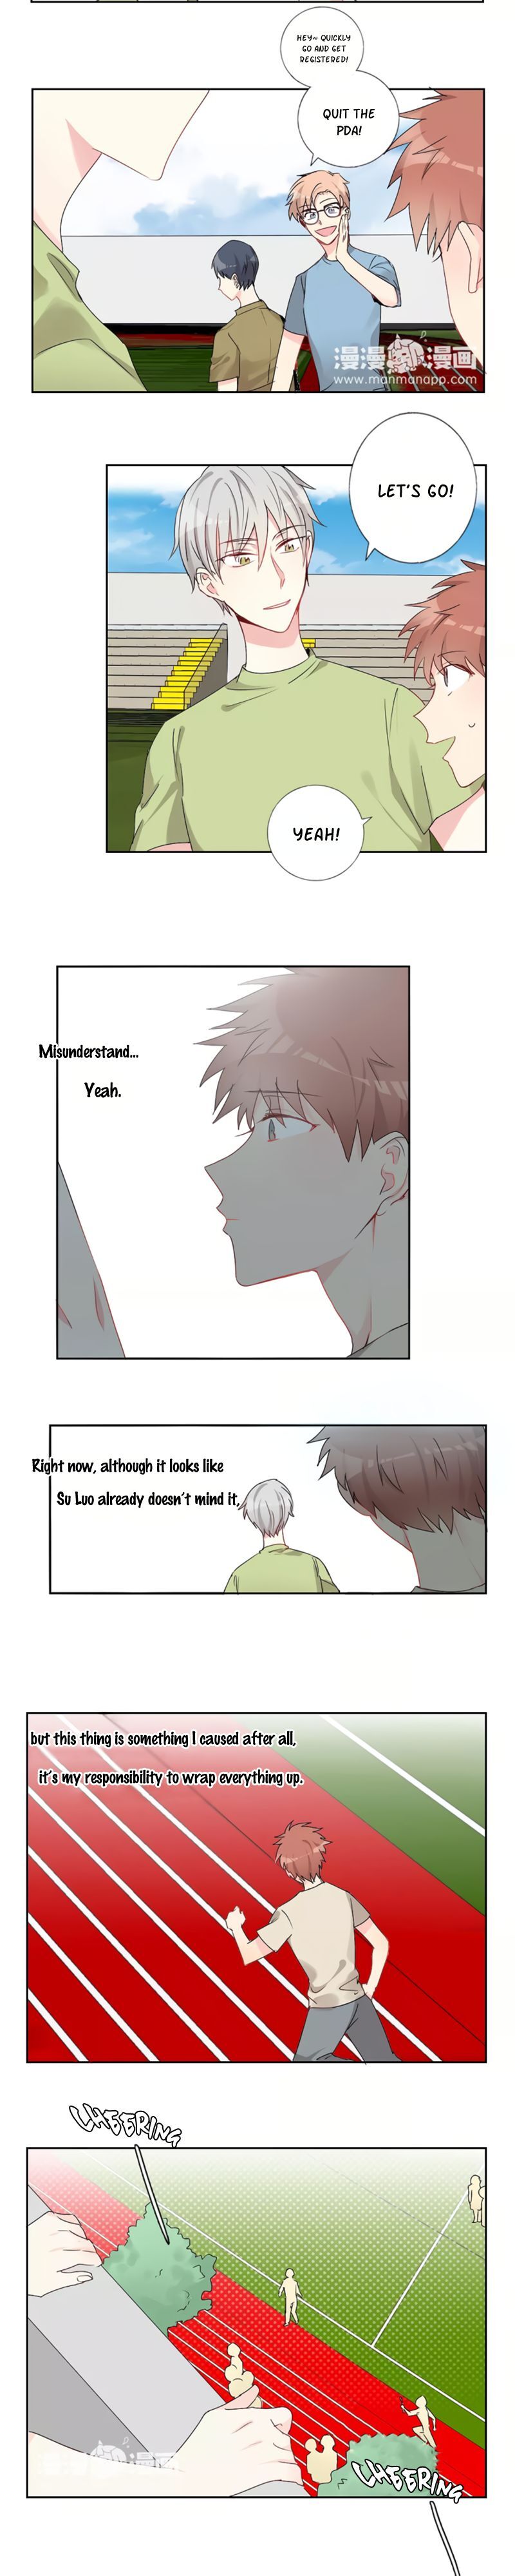 HEY~ QUICKLY
GO AND GET
REGISTERED!
QUIT THE
PDA!
漫漫漫画
www.manmanapp.com
LET'S GO!
YEAH!
Misunderstand...
Yeah.
Right now, although it looks like
Su Luo already doesn't mind it,
but this thing is something I caused after all,
it's my responsibility to wrap everything up.
CHEERING
漫画
CHEERING